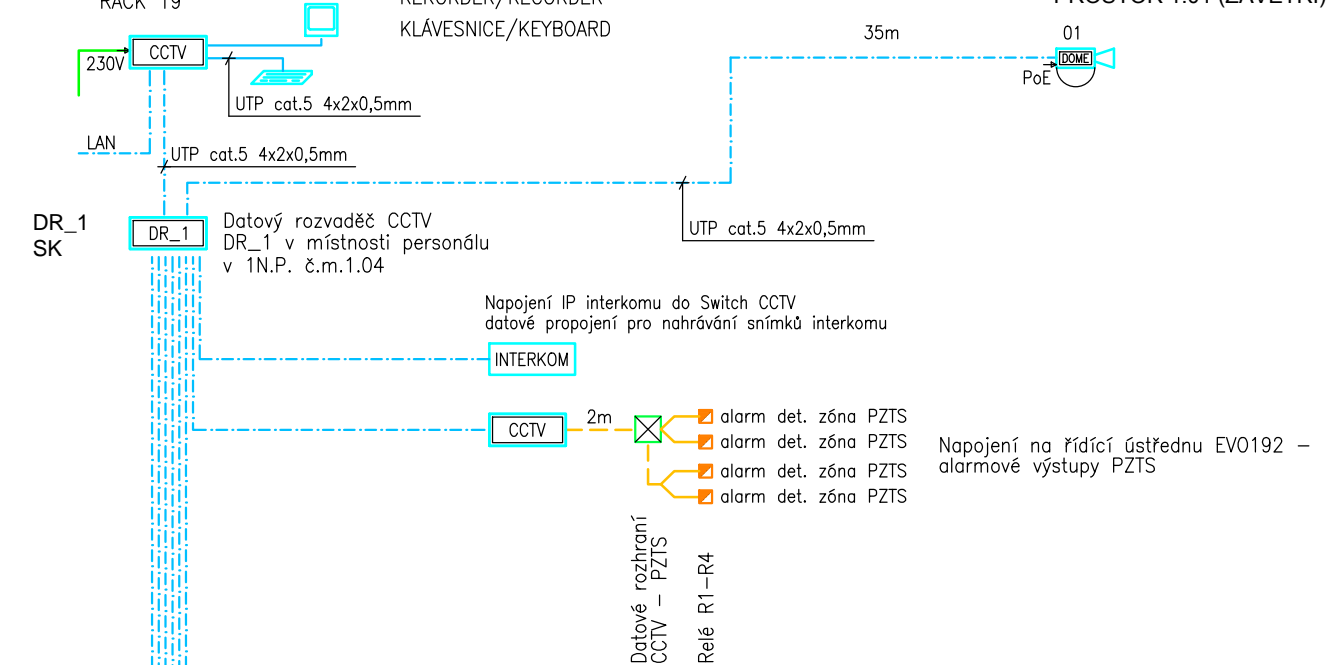 RACK 19"
REKORDÉR/RECORDER
KLÁVESNICE/KEYBOARD
PROSTOR 1.01 (ZÁVĚTŘÍ)
CCTV
230V
UTP cat.5 4x2x0,5mm
35m
01
DOME
PoE
LAN
UTP cat.5 4x2x0,5mm
DR_1
SK
DR_1
Datový rozvaděč CCTV
DR_1 v místnosti personálu
v 1N.P. č.m.1.04
UTP cat.5 4x2x0,5mm
Napojení IP interkomu do Switch CCTV
datové propojení pro nahrávání snímků interkomu
INTERKOM
CCTV
2m
alarm det. zóna PZTS
alarm det. zóna PZTS
alarm det. zóna PZTS
alarm det. zóna PZTS
Napojení na řídící ústřednu EVO192 –
alarmové výstupy PZTS
Datové rozhraní
CCTV – PZTS
Relé R1–R4